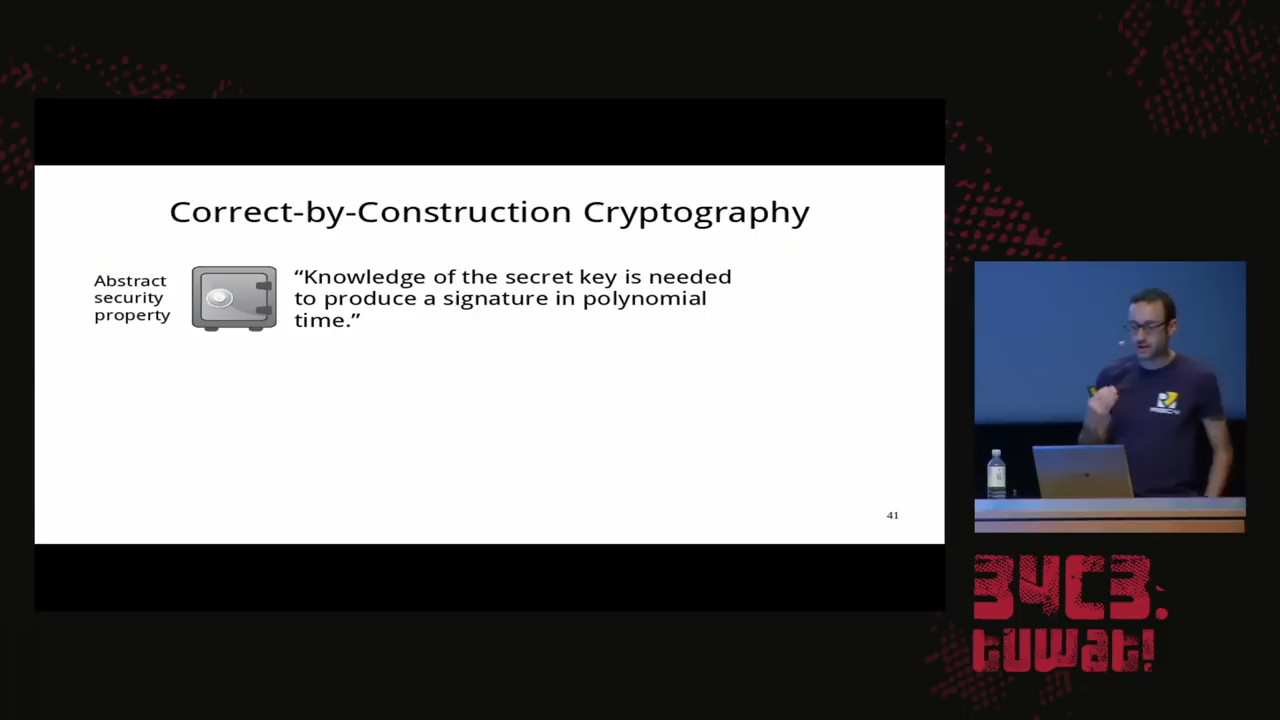 Correct-by-Construction Cryptography
Abstract
security
property
“Knowledge of the secret key is needed
to produce a signature in polynomial
time.”
41
34C3.
tuwat!